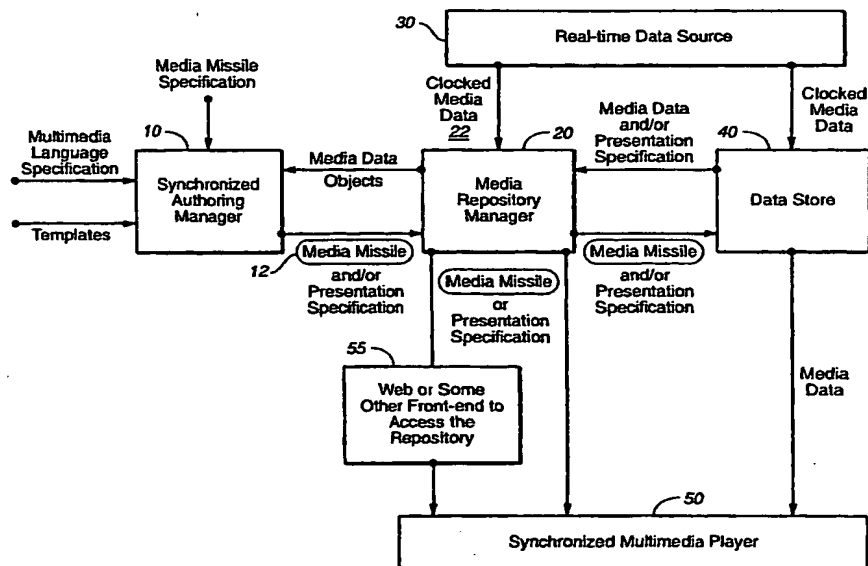 30
Real-time Data Source
Media Missile
Specification
Clocked
Media
Data
22
Clocked
Media
Data
10
20
Media Data
and/or
Presentation
Specification
40
Multimedia
Language
Specification
Synchronized
Authoring
Manager
Media Data
Objects
Media
Repository
Manager
Data Store
Templates
12
Media Missile
and/or
Presentation
Specification
Media Missile
or
Presentation
Specification
Media Missile
and/or
Presentation
Specification
55
Web or Some
Other Front-end to
Access the
Repository
Media
Data
50
Synchronized Multimedia Player